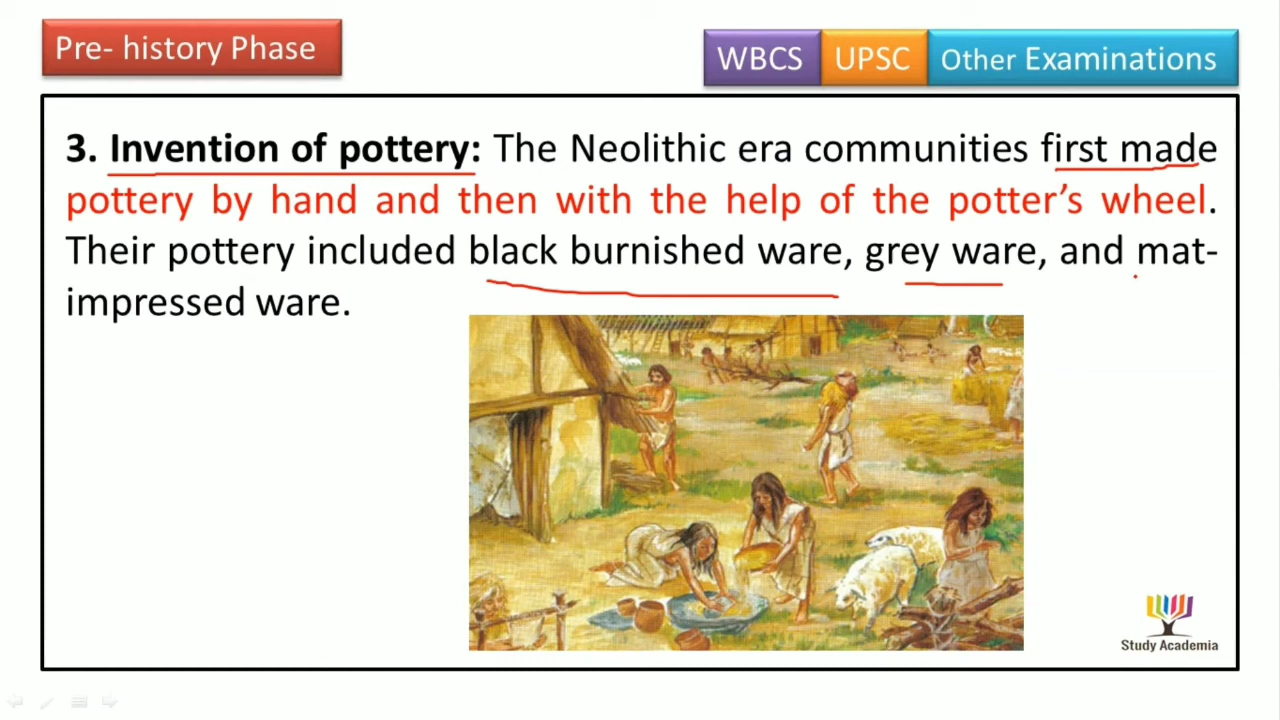 Pre- history Phase
WBCS UPSC Other Examinations
3. Invention of pottery: The Neolithic era communities first made
pottery by hand and then with the help of the potter’s wheel.
Their pottery included black burnished ware, grey ware, and mat-
impressed ware.
Study Academia